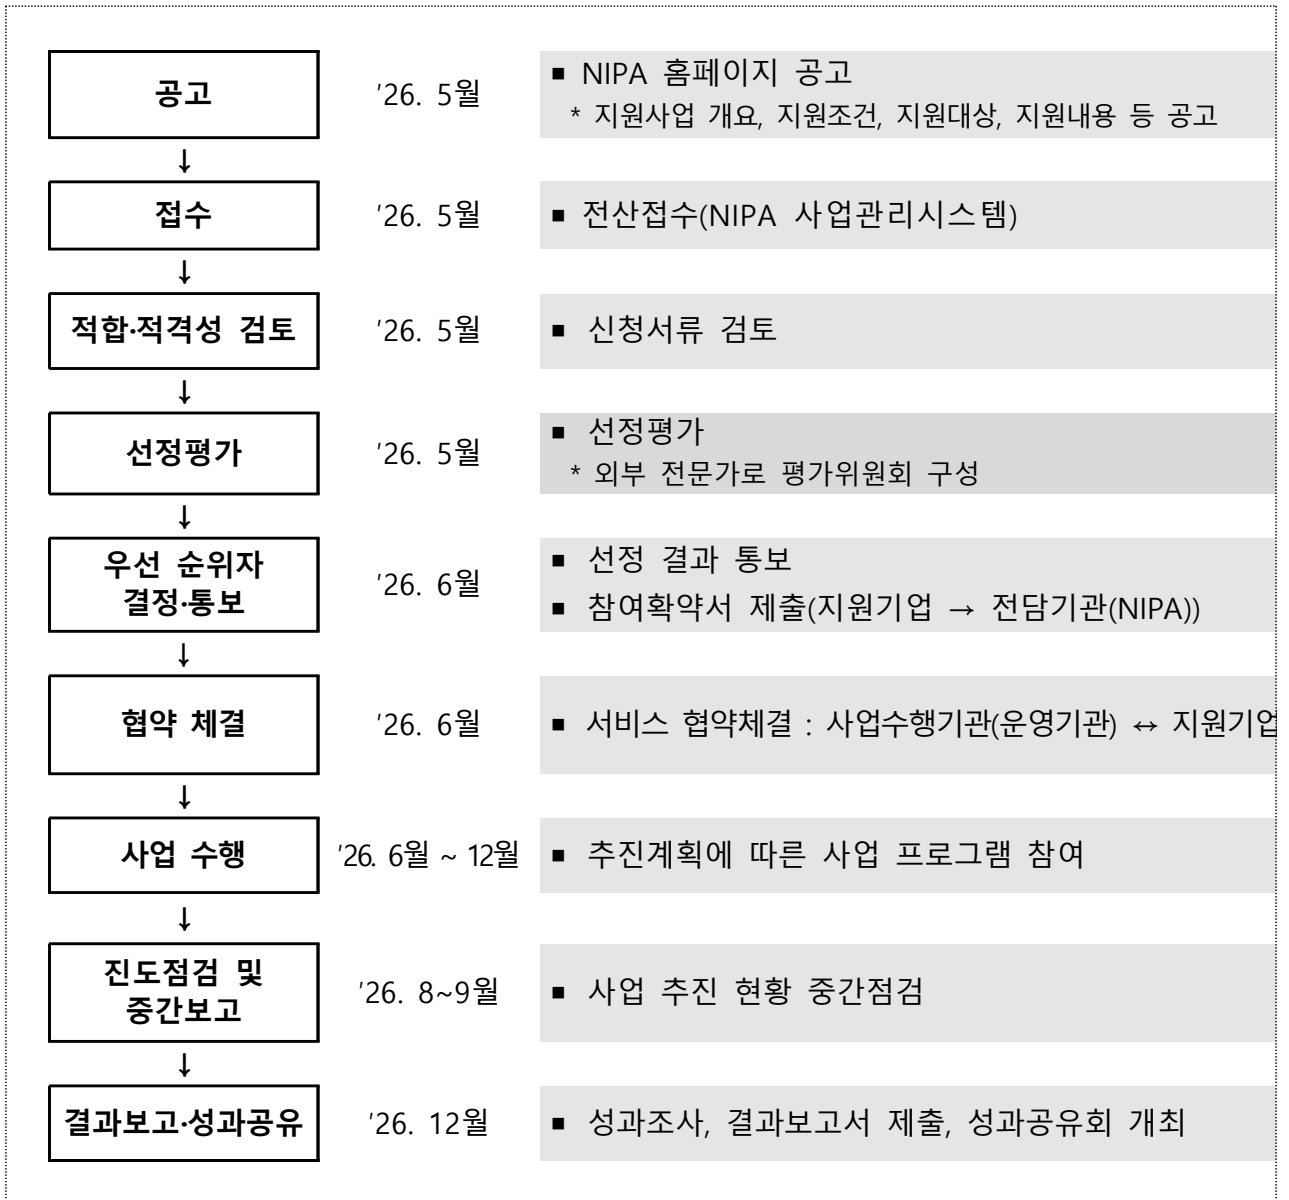 공고 '26. 5월 ▪ NIPA 홈페이지 공고
* 지원사업 개요, 지원조건, 지원대상, 지원내용 등 공고
↓
접수 '26. 5월 ▪ 전산접수(NIPA 사업관리시스템)
↓
적합·적격성 검토 '26. 5월 ▪ 신청서류 검토
↓
선정평가 '26. 5월 ▪ 선정평가
* 외부 전문가로 평가위원회 구성
↓
우선 순위자
결정·통보
'26. 6월
▪ 선정 결과 통보
▪ 참여확약서 제출(지원기업 → 전담기관(NIPA))
↓
협약 체결 '26. 6월 ▪ 서비스 협약체결 : 사업수행기관(운영기관) ↔ 지원기업
↓
사업 수행 '26. 6월 ~ 12월 ▪ 추진계획에 따른 사업 프로그램 참여
↓
진도점검 및
중간보고
'26. 8~9월 ▪ 사업 추진 현황 중간점검
↓
결과보고·성과공유 '26. 12월 ▪ 성과조사, 결과보고서 제출, 성과공유회 개최